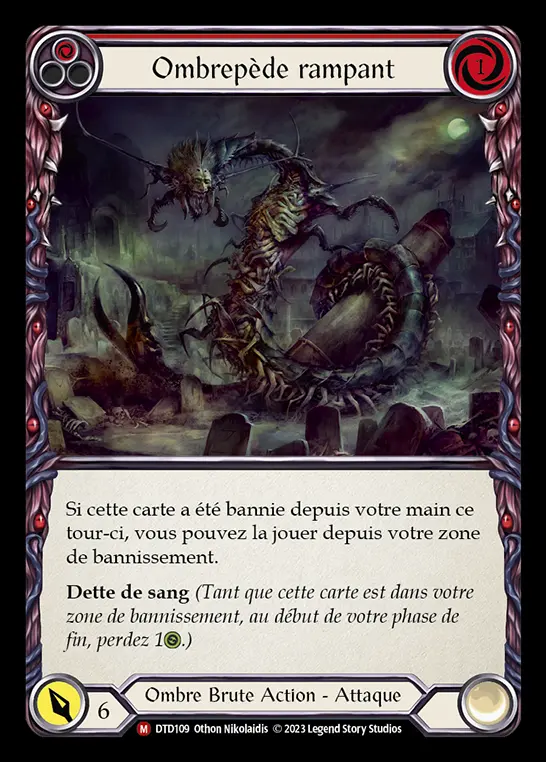 Ombrepède rampant
1
Si cette carte a été bannie depuis votre main ce
tour-ci, vous pouvez la jouer depuis votre zone
de bannissement.
Dette de sang (Tant que cette carte est dans votre
zone de bannissement, au début de votre phase de
fin, perdez 1.)
6
Ombre Brute Action - Attaque
M DTD109 Othon Nikolaidis © 2023 Legend Story Studios